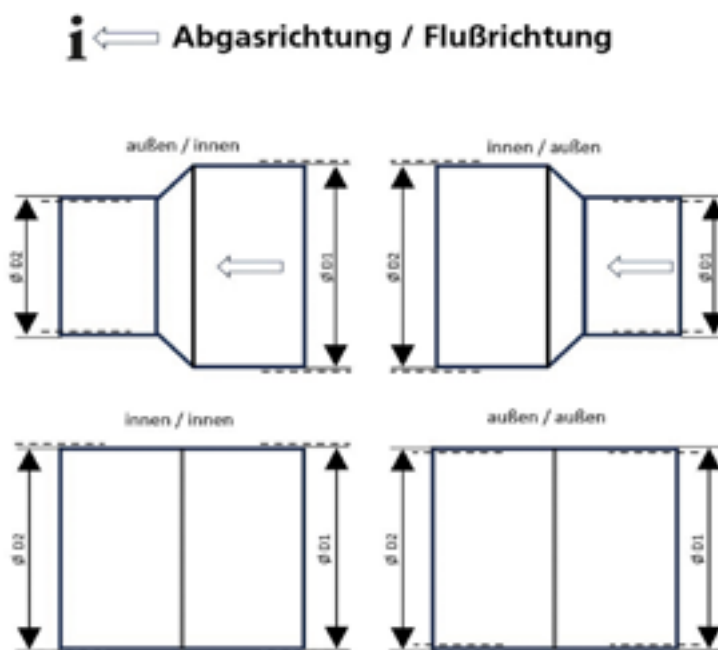 i Abgasrichtung / Flußrichtung
außen / innen
innen / außen
Ø D2
Ø D1
Ø D2
Ø D1
innen / innen
außen / außen
Ø D2
Ø D1
Ø D2
Ø D1